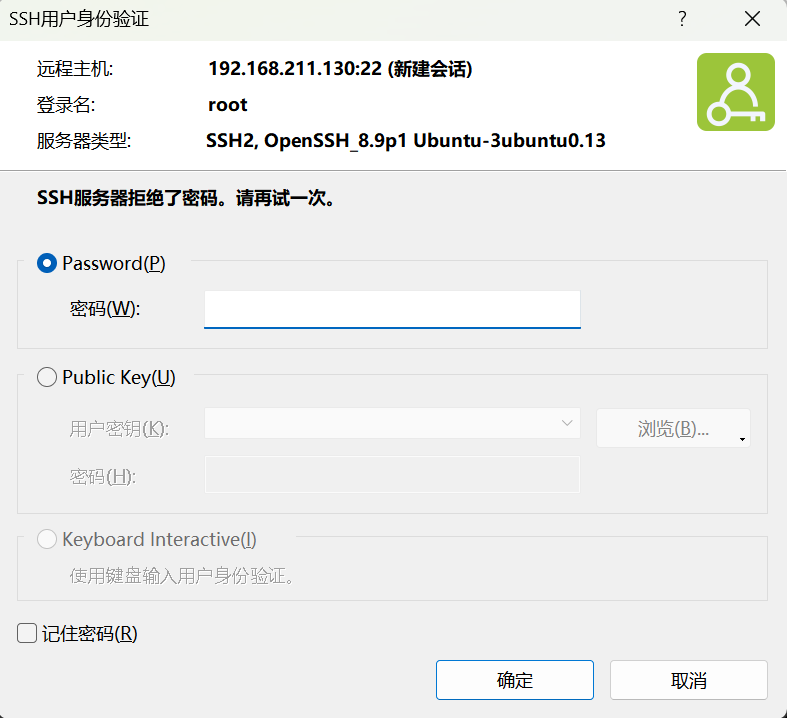 SSH用户身份验证 ?
远程主机: 192.168.211.130:22 (新建会话)
登录名: root
服务器类型: SSH2, OpenSSH_8.9p1 Ubuntu-3ubuntu0.13
SSH服务器拒绝了密码。请再试一次。
Password(P)
密码(W):
Public Key(U)
用户密钥(K): 浏览(B)...
密码(H):
Keyboard Interactive(I)
使用键盘输入用户身份验证。
记住密码(R)
确定 取消